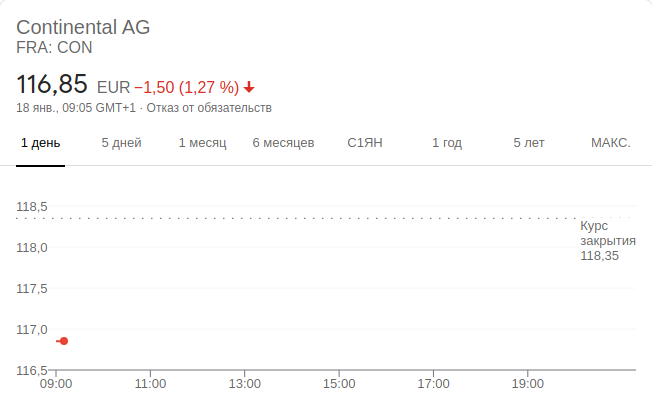 Continental AG
FRA: CON
116,85 EUR −1,50 (1,27 %)
18 янв., 09:05 GMT+1 · Отказ от обязательств
1 день 5 дней 1 месяц 6 месяцев С1ЯН 1 год 5 лет МАКС.
118,5
Курс
закрытия
118,35
118,0
117,5
117,0
116,5
09:00 11:00 13:00 15:00 17:00 19:00